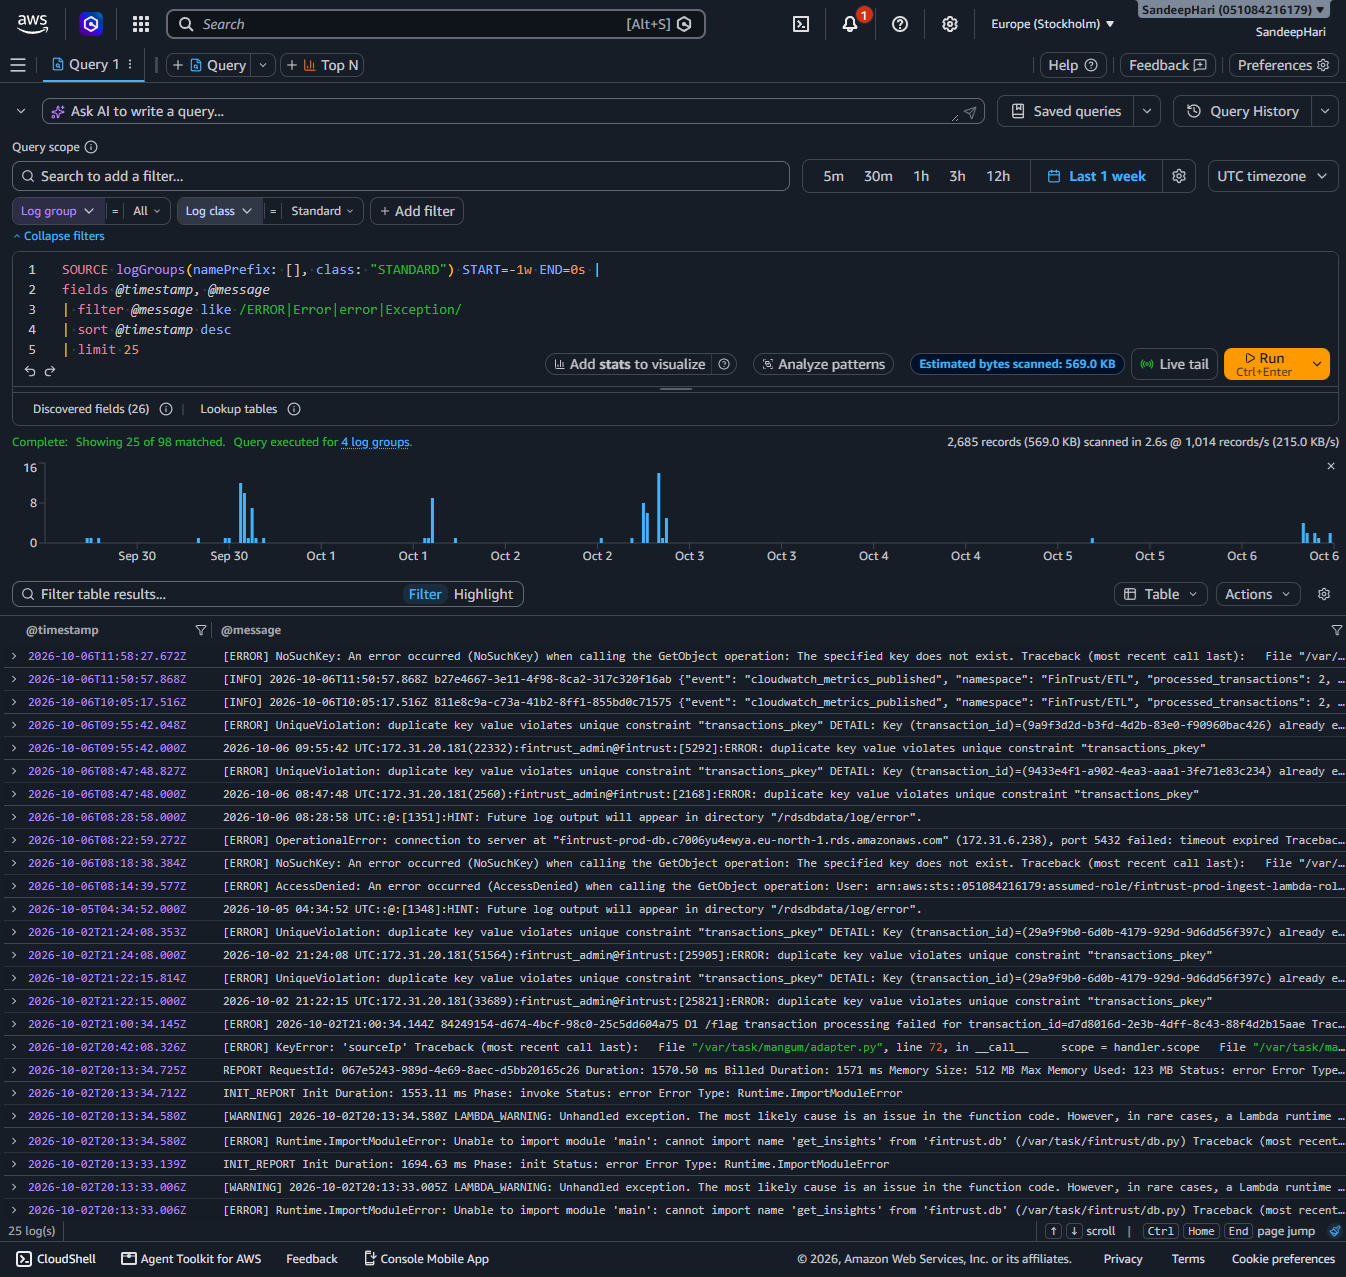 aws
Search [Alt+S]
1
Europe (Stockholm)
SandeepHari (051084216179)
SandeepHari
Query 1
+ Query
+ Top N
Help
Feedback
Preferences
Ask AI to write a query...
Saved queries
Query History
Query scope
Search to add a filter...
5m 30m 1h 3h 12h Last 1 week
UTC timezone
Log group = All
Log class = Standard
+ Add filter
Collapse filters
1 SOURCE logGroups(namePrefix: [], class: "STANDARD") START=-1w END=0s |
2 fields @timestamp, @message
3 | filter @message like /ERROR|Error|error|Exception/
4 | sort @timestamp desc
5 | limit 25
Add stats to visualize
Analyze patterns
Estimated bytes scanned: 569.0 KB
Live tail
Run
Ctrl+Enter
Discovered fields (26) | Lookup tables
Complete: Showing 25 of 98 matched. Query executed for 4 log groups.
2,685 records (569.0 KB) scanned in 2.6s @ 1,014 records/s (215.0 KB/s)
16
8
0
Sep 30 Sep 30 Oct 1 Oct 1 Oct 2 Oct 2 Oct 3 Oct 3 Oct 4 Oct 4 Oct 5 Oct 5 Oct 6 Oct 6
Filter table results... Filter Highlight
Table
Actions
@timestamp @message
2026-10-06T11:58:27.672Z [ERROR] NoSuchKey: An error occurred (NoSuchKey) when calling the GetObject operation: The specified key does not exist. Traceback (most recent call last): File "/var/…
2026-10-06T11:50:57.868Z [INFO] 2026-10-06T11:50:57.868Z b27e4667-3e11-4f98-8ca2-317c320f16ab {"event": "cloudwatch_metrics_published", "namespace": "FinTrust/ETL", "processed_transactions": 2, …
2026-10-06T10:05:17.516Z [INFO] 2026-10-06T10:05:17.516Z 811e8c9a-c73a-41b2-8ff1-855bd0c71575 {"event": "cloudwatch_metrics_published", "namespace": "FinTrust/ETL", "processed_transactions": 2, …
2026-10-06T09:55:42.048Z [ERROR] UniqueViolation: duplicate key value violates unique constraint "transactions_pkey" DETAIL: Key (transaction_id)=(9a9f3d2d-b3fd-4d2b-83e0-f90960bac426) already e…
2026-10-06T09:55:42.000Z 2026-10-06 09:55:42 UTC:172.31.20.181(22332):fintrust_admin@fintrust:[5292]:ERROR: duplicate key value violates unique constraint "transactions_pkey"
2026-10-06T08:47:48.827Z [ERROR] UniqueViolation: duplicate key value violates unique constraint "transactions_pkey" DETAIL: Key (transaction_id)=(9433e4f1-a902-4ea3-aaa1-3fe71e83c234) already e…
2026-10-06T08:47:48.000Z 2026-10-06 08:47:48 UTC:172.31.20.181(2560):fintrust_admin@fintrust:[2168]:ERROR: duplicate key value violates unique constraint "transactions_pkey"
2026-10-06T08:28:58.000Z 2026-10-06 08:28:58 UTC::@:[1351]:HINT: Future log output will appear in directory "/rdsdbdata/log/error".
2026-10-06T08:22:59.272Z [ERROR] OperationalError: connection to server at "fintrust-prod-db.c7006yu4ewya.eu-north-1.rds.amazonaws.com" (172.31.6.238), port 5432 failed: timeout expired Tracebac…
2026-10-06T08:18:38.384Z [ERROR] NoSuchKey: An error occurred (NoSuchKey) when calling the GetObject operation: The specified key does not exist. Traceback (most recent call last): File "/var/…
2026-10-06T08:14:39.577Z [ERROR] AccessDenied: An error occurred (AccessDenied) when calling the GetObject operation: User: arn:aws:sts::051084216179:assumed-role/fintrust-prod-ingest-lambda-rol…
2026-10-05T04:34:52.000Z 2026-10-05 04:34:52 UTC::@:[1348]:HINT: Future log output will appear in directory "/rdsdbdata/log/error".
2026-10-02T21:24:08.353Z [ERROR] UniqueViolation: duplicate key value violates unique constraint "transactions_pkey" DETAIL: Key (transaction_id)=(29a9f9b0-6d0b-4179-929d-9d6dd56f397c) already e…
2026-10-02T21:24:08.000Z 2026-10-02 21:24:08 UTC:172.31.20.181(51564):fintrust_admin@fintrust:[25905]:ERROR: duplicate key value violates unique constraint "transactions_pkey"
2026-10-02T21:22:15.814Z [ERROR] UniqueViolation: duplicate key value violates unique constraint "transactions_pkey" DETAIL: Key (transaction_id)=(29a9f9b0-6d0b-4179-929d-9d6dd56f397c) already e…
2026-10-02T21:22:15.000Z 2026-10-02 21:22:15 UTC:172.31.20.181(33689):fintrust_admin@fintrust:[25821]:ERROR: duplicate key value violates unique constraint "transactions_pkey"
2026-10-02T21:00:34.145Z [ERROR] 2026-10-02T21:00:34.144Z 84249154-d674-4bcf-98c0-25c5dd604a75 D1 /flag transaction processing failed for transaction_id=d7d8016d-2e3b-4dff-8c43-88f4d2b15aae Trac…
2026-10-02T20:42:08.326Z [ERROR] KeyError: 'sourceIp' Traceback (most recent call last): File "/var/task/mangum/adapter.py", line 72, in __call__ scope = handler.scope File "/var/task/ma…
2026-10-02T20:13:34.725Z REPORT RequestId: 067e5243-989d-4e69-8aec-d5bb20165c26 Duration: 1570.50 ms Billed Duration: 1571 ms Memory Size: 512 MB Max Memory Used: 123 MB Status: error Error Type…
2026-10-02T20:13:34.712Z INIT_REPORT Init Duration: 1553.11 ms Phase: invoke Status: error Error Type: Runtime.ImportModuleError
2026-10-02T20:13:34.580Z [WARNING] 2026-10-02T20:13:34.580Z LAMBDA_WARNING: Unhandled exception. The most likely cause is an issue in the function code. However, in rare cases, a Lambda runtime …
2026-10-02T20:13:34.580Z [ERROR] Runtime.ImportModuleError: Unable to import module 'main': cannot import name 'get_insights' from 'fintrust.db' (/var/task/fintrust/db.py) Traceback (most recent…
2026-10-02T20:13:33.139Z INIT_REPORT Init Duration: 1694.63 ms Phase: init Status: error Error Type: Runtime.ImportModuleError
2026-10-02T20:13:33.006Z [WARNING] 2026-10-02T20:13:33.005Z LAMBDA_WARNING: Unhandled exception. The most likely cause is an issue in the function code. However, in rare cases, a Lambda runtime …
2026-10-02T20:13:33.006Z [ERROR] Runtime.ImportModuleError: Unable to import module 'main': cannot import name 'get_insights' from 'fintrust.db' (/var/task/fintrust/db.py) Traceback (most recent…
25 log(s)
↑ ↓ scroll | Ctrl Home End page jump
CloudShell
Agent Toolkit for AWS
Feedback
Console Mobile App
© 2026, Amazon Web Services, Inc. or its affiliates.
Privacy
Terms
Cookie preferences